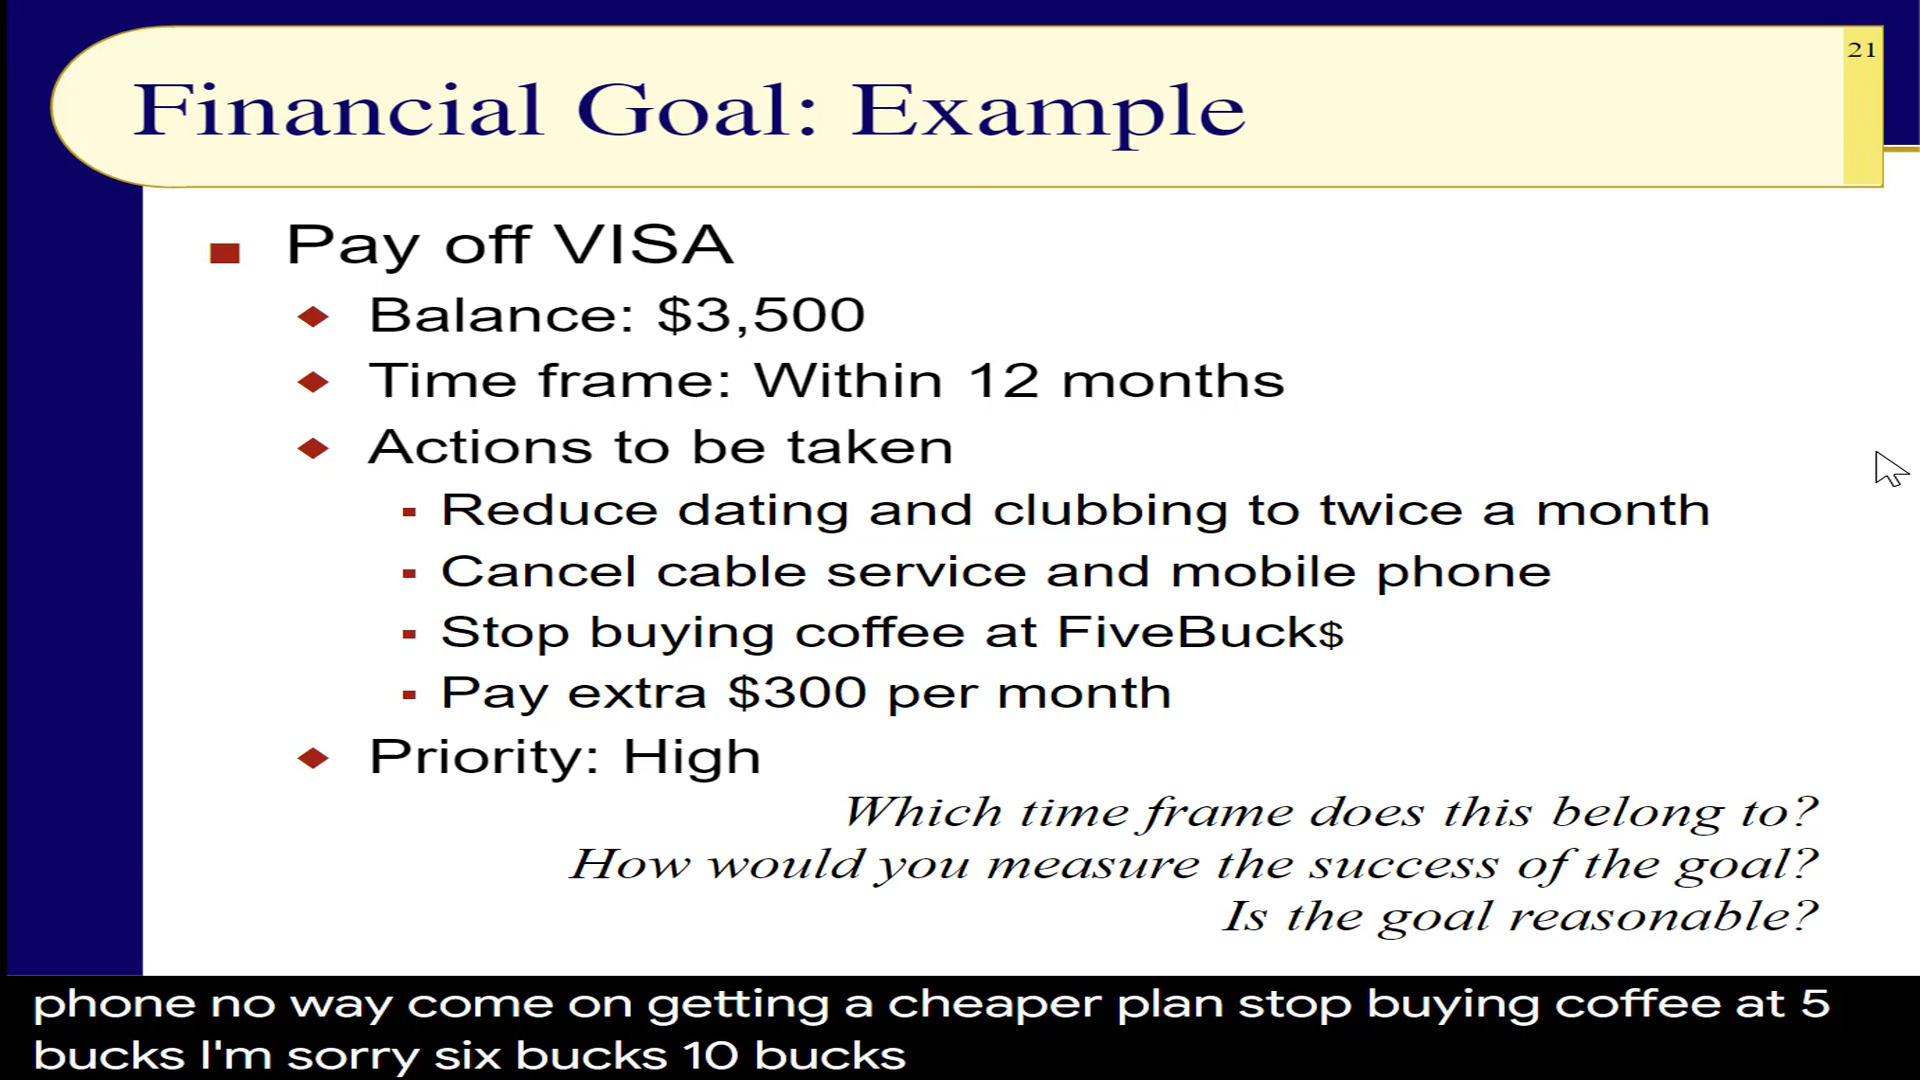 21
Financial Goal: Example
Pay off VISA
Balance: $3,500
Time frame: Within 12 months
Actions to be taken
Reduce dating and clubbing to twice a month
Cancel cable service and mobile phone
Stop buying coffee at FiveBuck$
Pay extra $300 per month
Priority: High
Which time frame does this belong to?
How would you measure the success of the goal?
Is the goal reasonable?
phone no way come on getting a cheaper plan stop buying coffee at 5
bucks I'm sorry six bucks 10 bucks